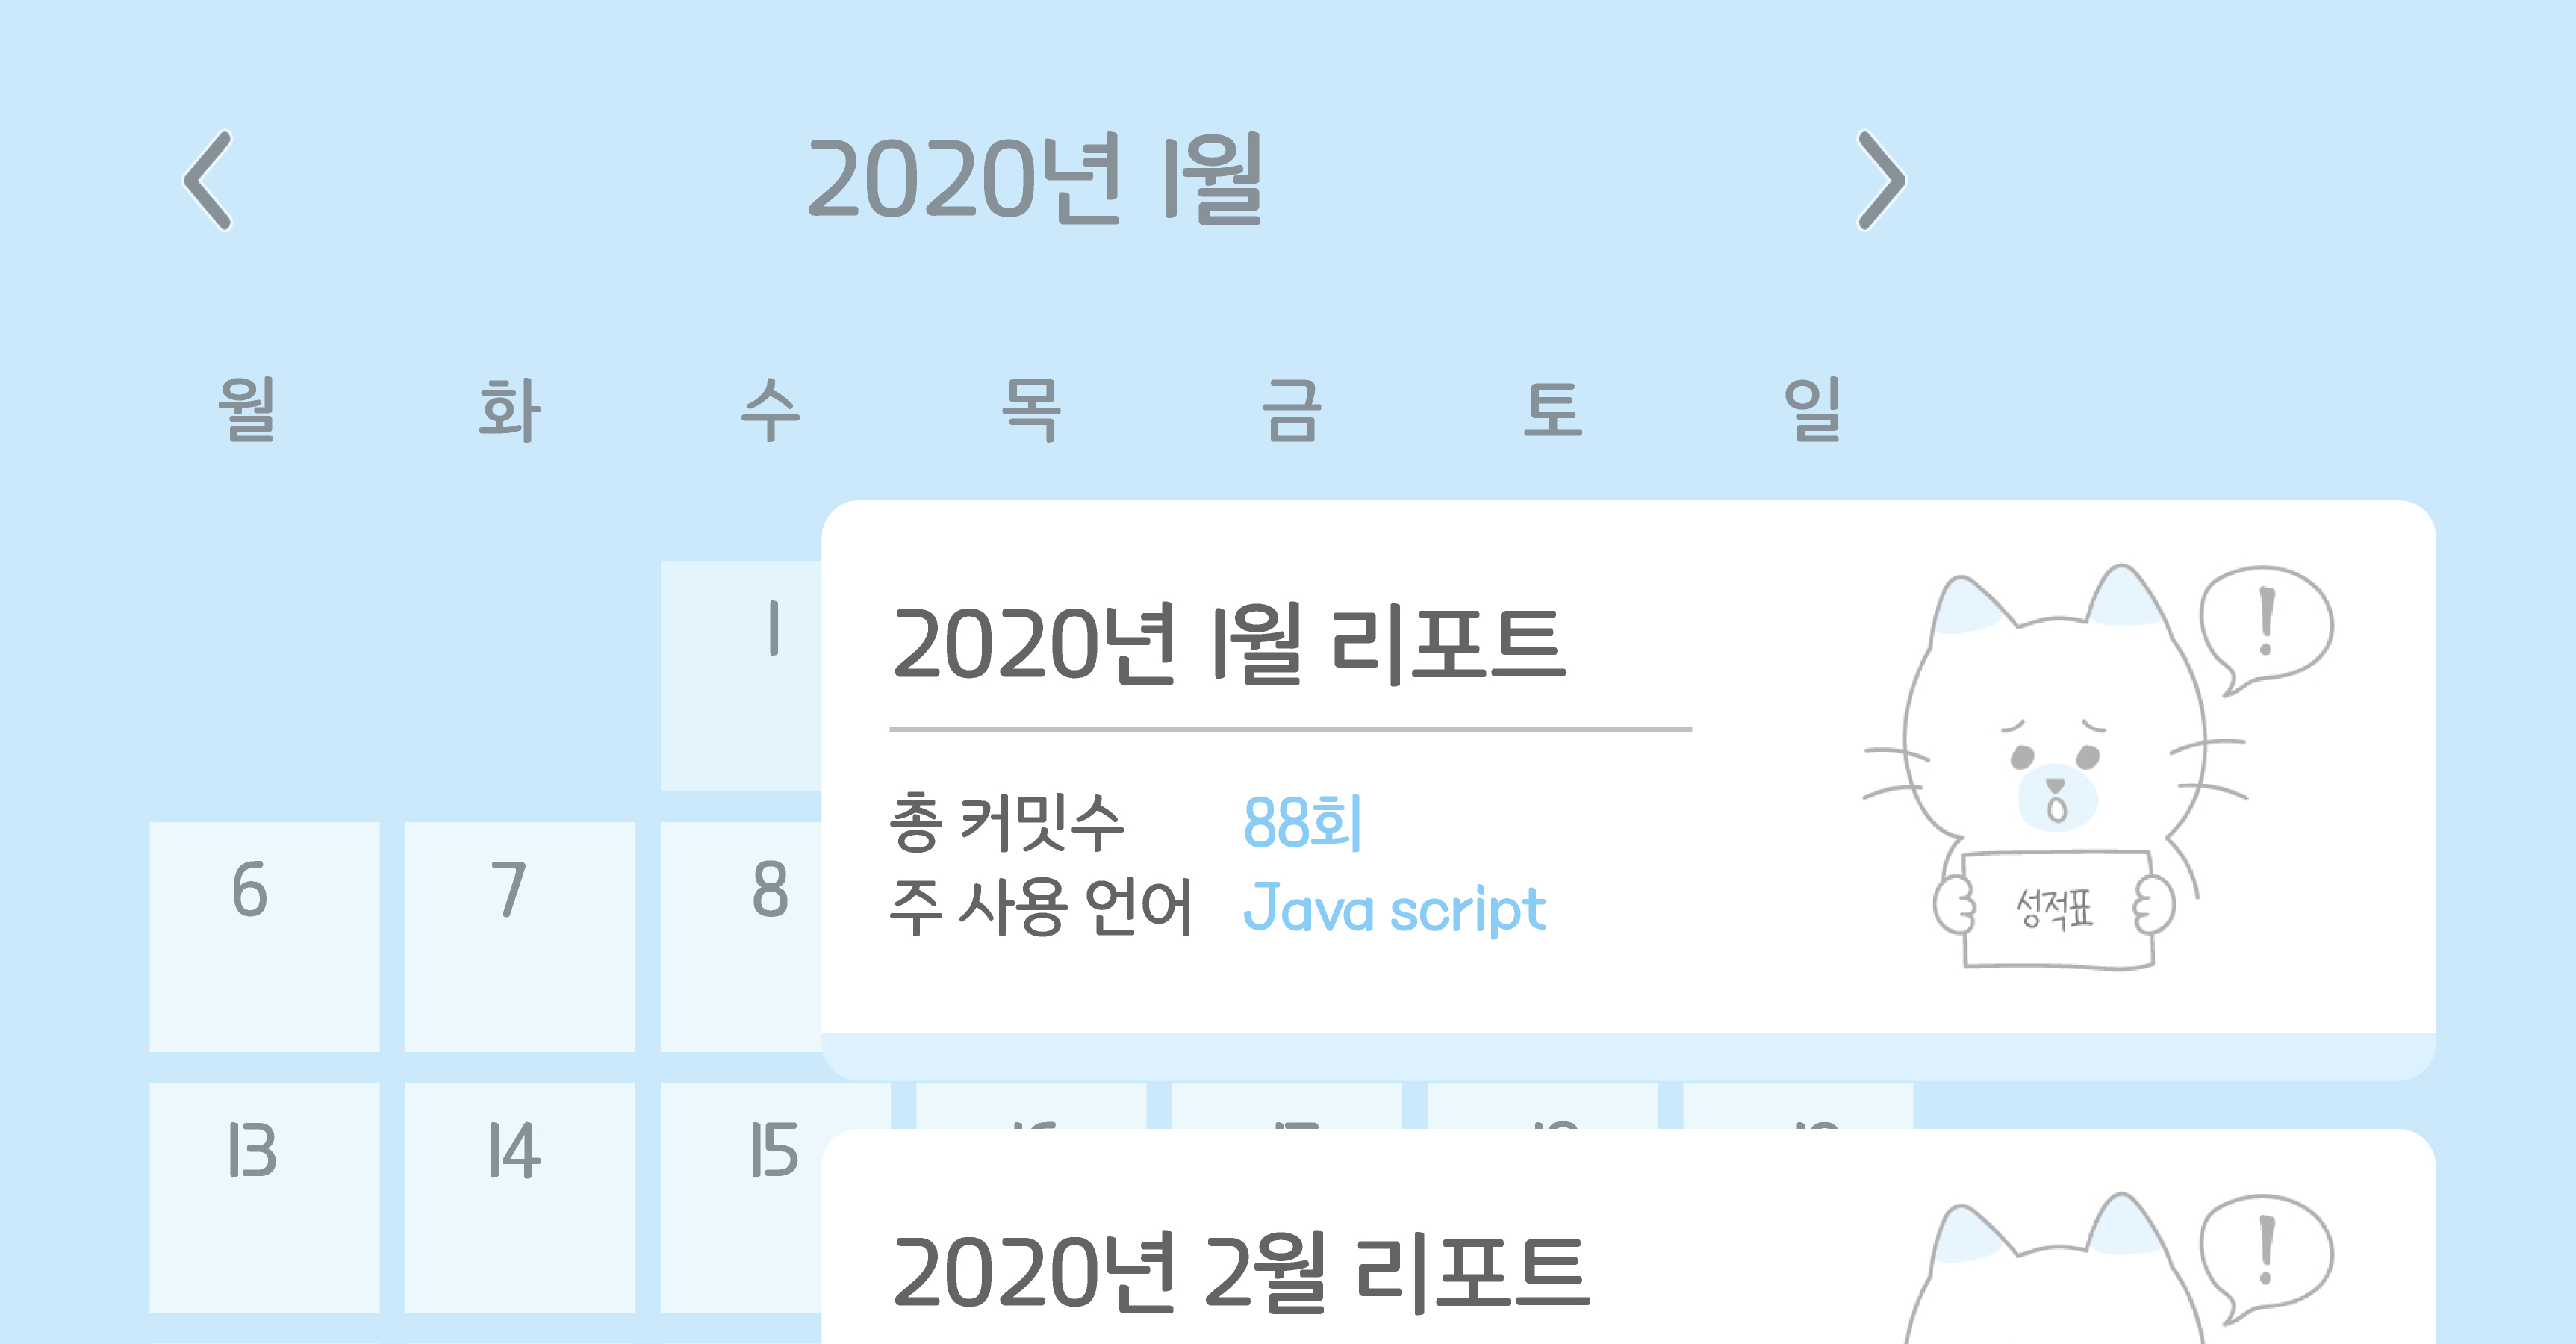 2020년 1월
월 화 수 목 금 토 일
1
2020년 1월 리포트
!
총 커밋수 88회
주 사용 언어 Java script
성적표
6 7 8
13 14 15
2020년 2월 리포트
!